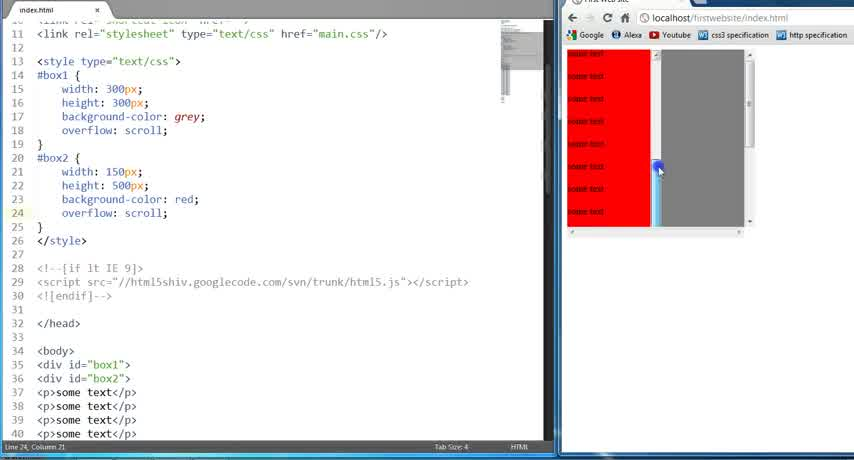 index.html
11 <link rel="stylesheet" type="text/css" href="main.css"/>
12
13 <style type="text/css">
14 #box1 {
15 width: 300px;
16 height: 300px;
17 background-color: grey;
18 overflow: scroll;
19 }
20 #box2 {
21 width: 150px;
22 height: 500px;
23 background-color: red;
24 overflow: scroll;
25 }
26 </style>
27
28 <!--[if lt IE 9]>
29 <script src="//html5shiv.googlecode.com/svn/trunk/html5.js"></script>
30 <![endif]-->
31
32 </head>
33
34 <body>
35 <div id="box1">
36 <div id="box2">
37 <p>some text</p>
38 <p>some text</p>
39 <p>some text</p>
40 <p>some text</p>
Line 24, Column 21
Tab Size: 4
HTML
localhost/firstwebsite/index.html
Google
Alexa
Youtube
css3 specification
http specification
some text
some text
some text
some text
some text
some text
some text
some text